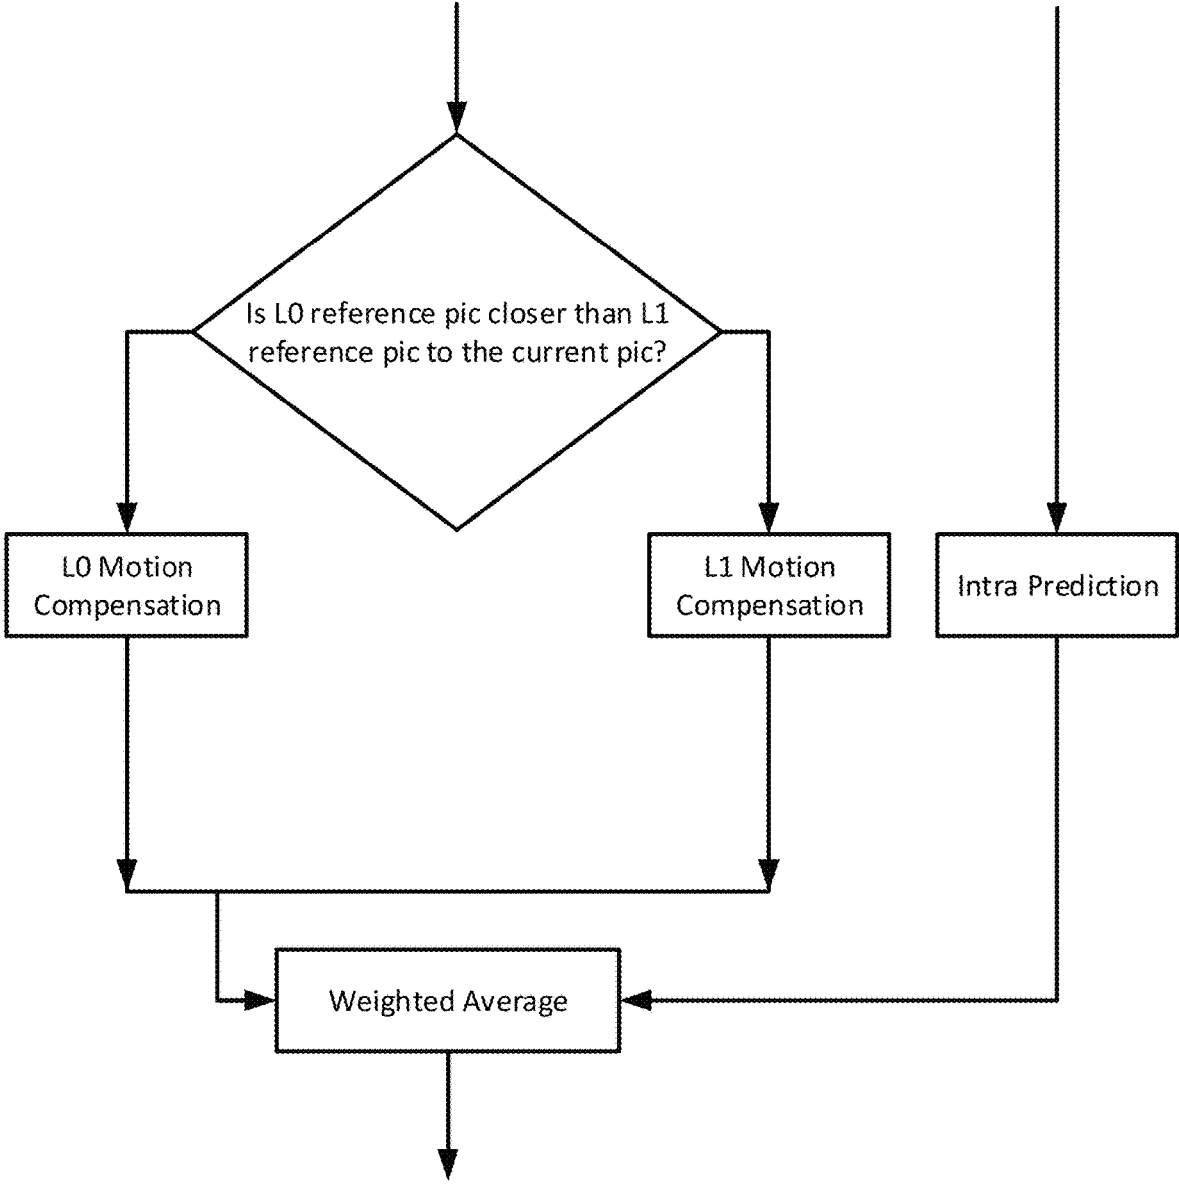 Is L0 reference pic closer than L1
reference pic to the current pic?
L0 Motion
Compensation
L1 Motion
Compensation
Intra Prediction
Weighted Average